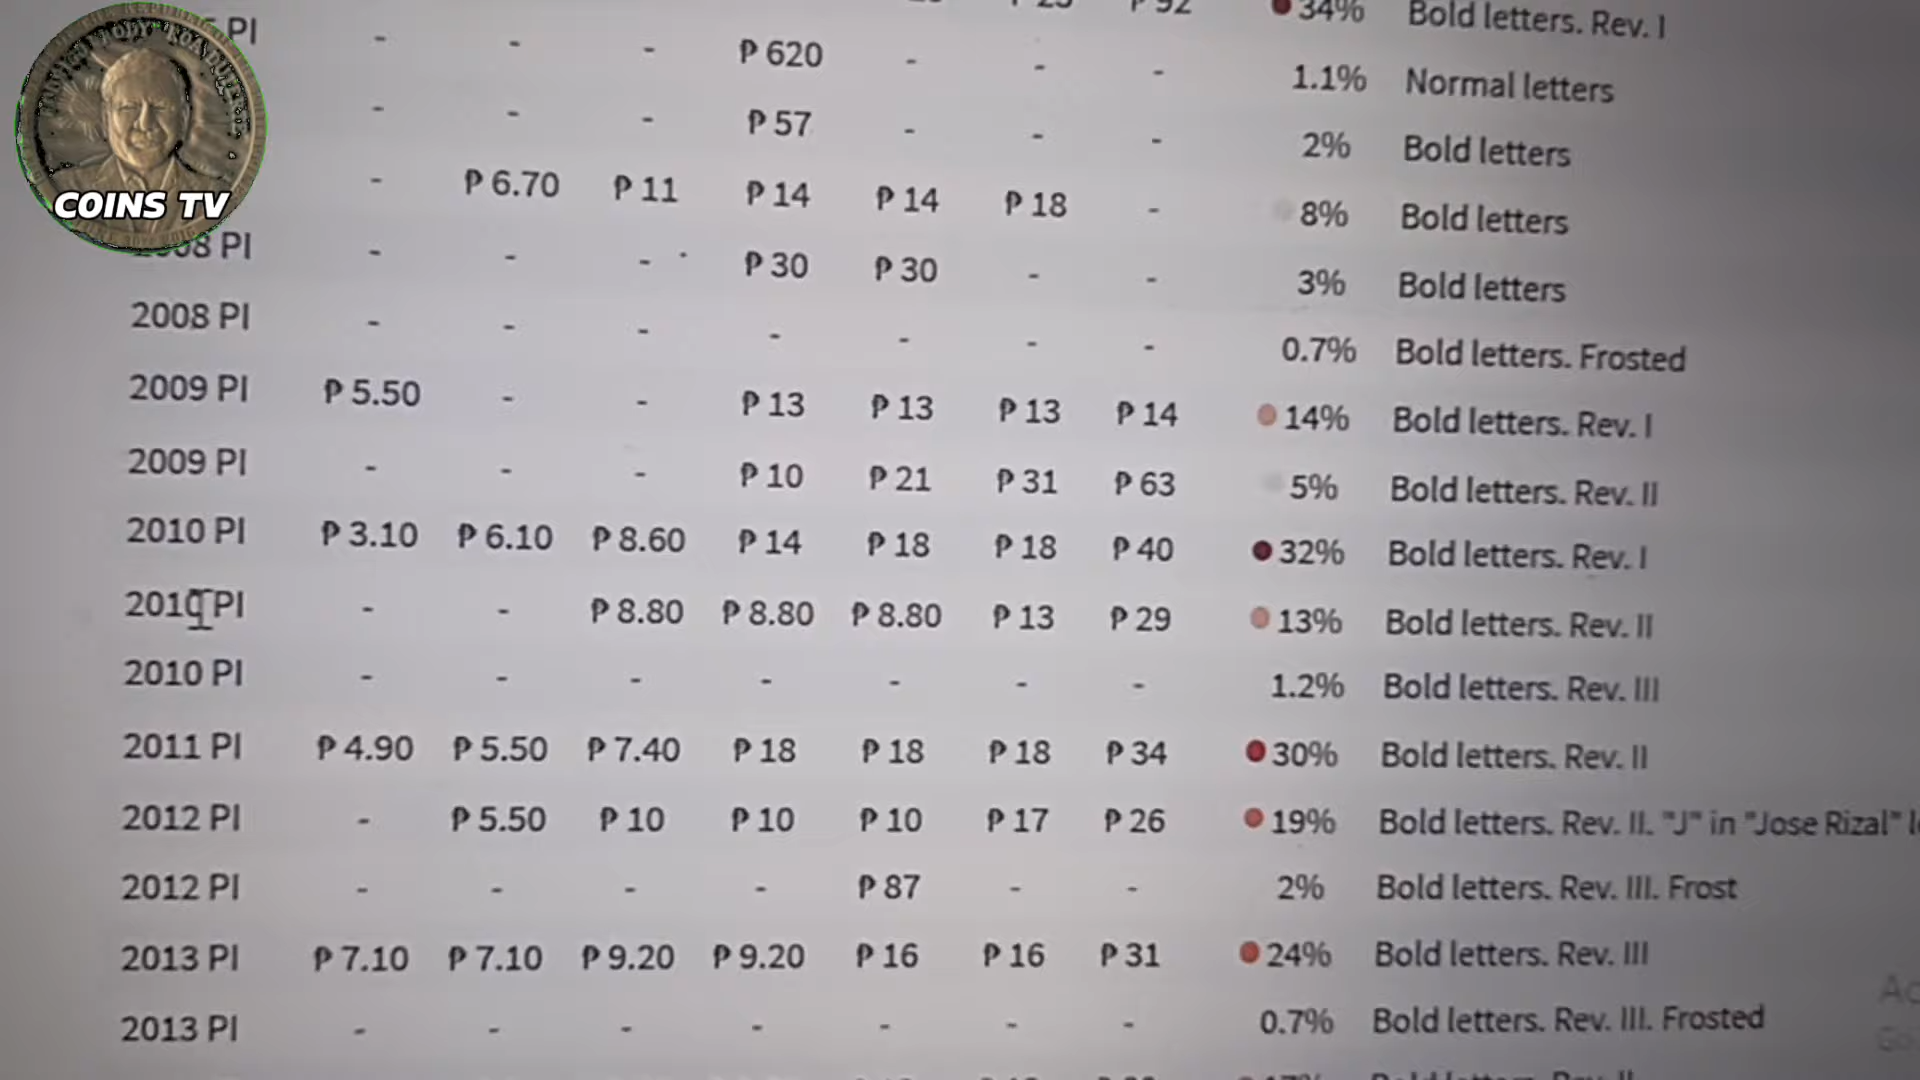 34% Bold letters. Rev. I
PI - - - ₱ 620 - - - 1.1% Normal letters
- - - ₱ 57 - - - 2% Bold letters
- ₱ 6.70 ₱ 11 ₱ 14 ₱ 14 ₱ 18 - 8% Bold letters
COINS TV
08 PI - - - ₱ 30 ₱ 30 - - 3% Bold letters
2008 PI - - - - - - - 0.7% Bold letters. Frosted
2009 PI ₱ 5.50 - - ₱ 13 ₱ 13 ₱ 13 ₱ 14 14% Bold letters. Rev. I
2009 PI - - - ₱ 10 ₱ 21 ₱ 31 ₱ 63 5% Bold letters. Rev. II
2010 PI ₱ 3.10 ₱ 6.10 ₱ 8.60 ₱ 14 ₱ 18 ₱ 18 ₱ 40 32% Bold letters. Rev. I
2010 PI - - ₱ 8.80 ₱ 8.80 ₱ 8.80 ₱ 13 ₱ 29 13% Bold letters. Rev. II
2010 PI - - - - - - - 1.2% Bold letters. Rev. III
2011 PI ₱ 4.90 ₱ 5.50 ₱ 7.40 ₱ 18 ₱ 18 ₱ 18 ₱ 34 30% Bold letters. Rev. II
2012 PI - ₱ 5.50 ₱ 10 ₱ 10 ₱ 10 ₱ 17 ₱ 26 19% Bold letters. Rev. II. "J" in "Jose Rizal"
2012 PI - - - - ₱ 87 - - 2% Bold letters. Rev. III. Frost
2013 PI ₱ 7.10 ₱ 7.10 ₱ 9.20 ₱ 9.20 ₱ 16 ₱ 16 ₱ 31 24% Bold letters. Rev. III
2013 PI - - - - - - - 0.7% Bold letters. Rev. III. Frosted